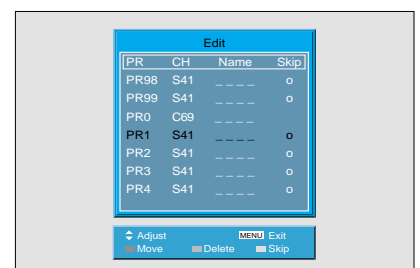 Edit
PR CH Name Skip
PR98 S41 _ _ _ _ o
PR99 S41 _ _ _ _ o
PR0 C69 _ _ _ _
PR1 S41 _ _ _ _ o
PR2 S41 _ _ _ _ o
PR3 S41 _ _ _ _ o
PR4 S41 _ _ _ _ o
Adjust MENU Exit
Move Delete Skip